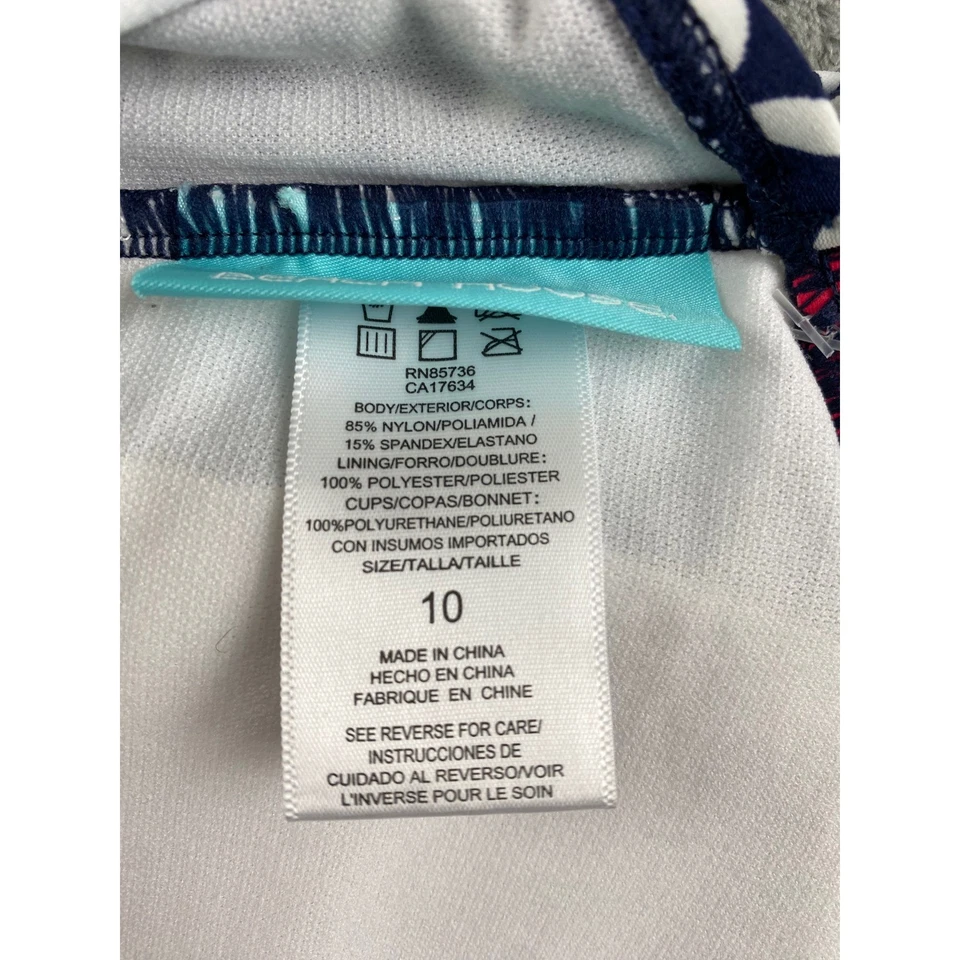 BEACH HOUSE
RN85736
CA17634
BODY/EXTERIOR/CORPS:
85% NYLON/POLIAMIDA /
15% SPANDEX/ELASTANO
LINING/FORRO/DOUBLURE:
100% POLYESTER/POLIESTER
CUPS/COPAS/BONNET:
100%POLYURETHANE/POLIURETANO
CON INSUMOS IMPORTADOS
SIZE/TALLA/TAILLE
10
MADE IN CHINA
HECHO EN CHINA
FABRIQUE EN CHINE
SEE REVERSE FOR CARE/
INSTRUCCIONES DE
CUIDADO AL REVERSO/VOIR
L'INVERSE POUR LE SOIN